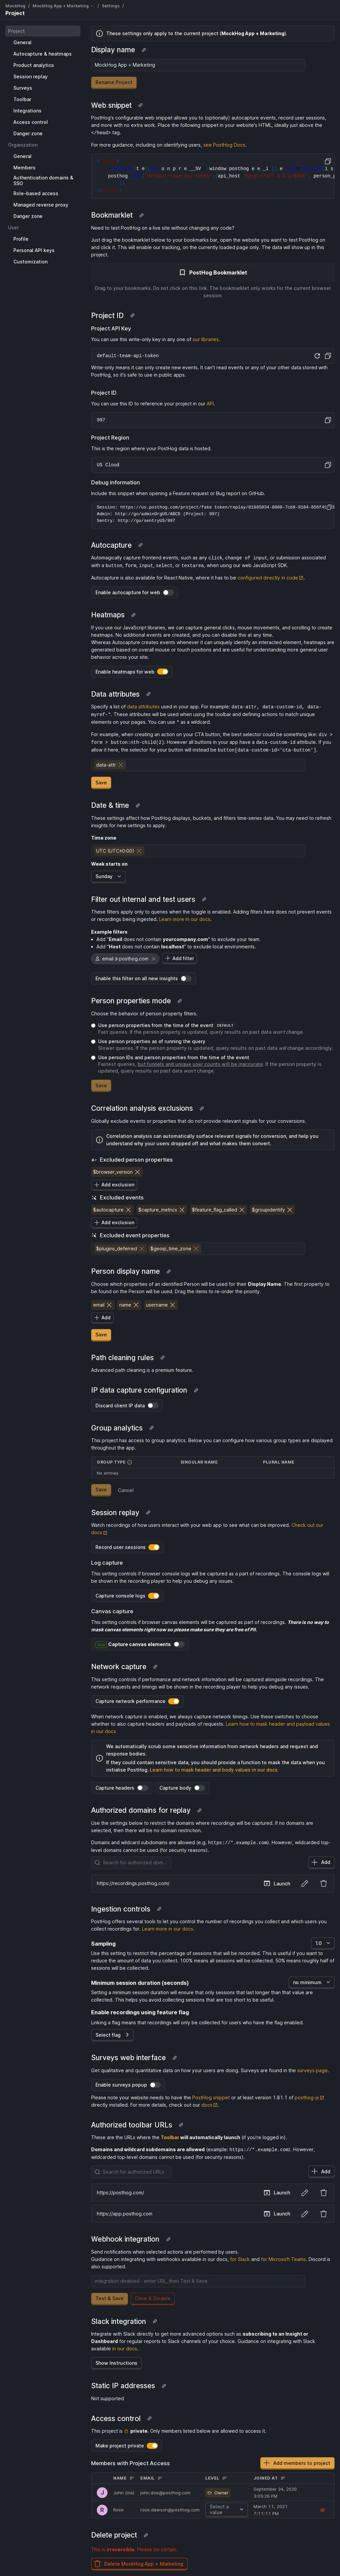 MockHog / MockHog App + Marketing / Settings /
Project
Project
General
Autocapture & heatmaps
Product analytics
Session replay
Surveys
Toolbar
Integrations
Access control
Danger zone
Organization
General
Members
Authentication domains &
SSO
Role-based access
Managed reverse proxy
Danger zone
User
Profile
Personal API keys
Customization
These settings only apply to the current project (MockHog App + Marketing).
Display name
MockHog App + Marketing
Rename Project
Web snippet
PostHog's configurable web snippet allows you to (optionally) autocapture events, record user sessions,
and more with no extra work. Place the following snippet in your website's HTML, ideally just above the
</head> tag.
For more guidance, including on identifying users, see PostHog Docs.
Bookmarklet
Need to test PostHog on a live site without changing any code?
Just drag the bookmarklet below to your bookmarks bar, open the website you want to test PostHog on
and click it. This will enable our tracking, on the currently loaded page only. The data will show up in this
project.
PostHog Bookmarklet
Drag to your bookmarks. Do not click on this link. The bookmarklet only works for the current browser
session.
Project ID
Project API Key
You can use this write-only key in any one of our libraries.
default-team-api-token
Write-only means it can only create new events. It can't read events or any of your other data stored with
PostHog, so it's safe to use in public apps.
Project ID
You can use this ID to reference your project in our API.
997
Project Region
This is the region where your PostHog data is hosted.
US Cloud
Debug information
Include this snippet when opening a Feature request or Bug report on GitHub.
Admin: http://go/adminOrgUS/ABCD (Project: 997)
Sentry: http://go/sentryUS/997
Autocapture
Automagically capture frontend events, such as any click, change of input, or submission associated
with a button, form, input, select, or textarea, when using our web JavaScript SDK.
Autocapture is also available for React Native, where it has to be configured directly in code.
Enable autocapture for web
Heatmaps
If you use our JavaScript libraries, we can capture general clicks, mouse movements, and scrolling to create
heatmaps. No additional events are created, and you can disable this at any time.
Whereas Autocapture creates events whenever it can uniquely identify an interacted element, heatmaps are
generated based on overall mouse or touch positions and are useful for understanding more general user
behavior across your site.
Enable heatmaps for web
Data attributes
Specify a list of data attributes used in your app. For example: data-attr, data-custom-id, data-
myref-*. These attributes will be used when using the toolbar and defining actions to match unique
elements on your pages. You can use * as a wildcard.
For example, when creating an action on your CTA button, the best selector could be something like: div >
form > button:nth-child(2). However all buttons in your app have a data-custom-id attribute. If you
allow it here, the selector for your button will instead be button[data-custom-id='cta-button'].
data-attr
Save
Date & time
These settings affect how PostHog displays, buckets, and filters time-series data. You may need to refresh
insights for new settings to apply.
Time zone
UTC (UTC±0:00)
Week starts on
Sunday
Filter out internal and test users
These filters apply only to queries when the toggle is enabled. Adding filters here does not prevent events
or recordings being ingested. Learn more in our docs.
Example filters
• Add "Email does not contain yourcompany.com" to exclude your team.
• Add "Host does not contain localhost" to exclude local environments.
email ∌ posthog.com
Add filter
Enable this filter on all new insights
Person properties mode
Choose the behavior of person property filters.
Use person properties from the time of the event DEFAULT
Fast queries. If the person property is updated, query results on past data won't change.
Use person properties as of running the query
Slower queries. If the person property is updated, query results on past data will change accordingly.
Use person IDs and person properties from the time of the event
Fastest queries, but funnels and unique user counts will be inaccurate. If the person property is
updated, query results on past data won't change.
Save
Correlation analysis exclusions
Globally exclude events or properties that do not provide relevant signals for your conversions.
Correlation analysis can automatically surface relevant signals for conversion, and help you
understand why your users dropped off and what makes them convert.
Excluded person properties
$browser_version
Add exclusion
Excluded events
$autocapture
$capture_metrics
$feature_flag_called
$groupidentify
Add exclusion
Excluded event properties
$plugins_deferred
$geoip_time_zone
Person display name
Choose which properties of an identified Person will be used for their Display Name. The first property to
be found on the Person will be used. Drag the items to re-order the priority.
email
name
username
Add
Save
Path cleaning rules
Advanced path cleaning is a premium feature.
IP data capture configuration
Discard client IP data
Group analytics
This project has access to group analytics. Below you can configure how various group types are displayed
throughout the app.
GROUP TYPE SINGULAR NAME PLURAL NAME
No entries
Save
Cancel
Session replay
Watch recordings of how users interact with your web app to see what can be improved. Check out our
docs
Record user sessions
Log capture
This setting controls if browser console logs will be captured as a part of recordings. The console logs will
be shown in the recording player to help you debug any issues.
Capture console logs
Canvas capture
This setting controls if browser canvas elements will be captured as part of recordings. There is no way to
mask canvas elements right now so please make sure they are free of PII.
Capture canvas elements
Network capture
This setting controls if performance and network information will be captured alongside recordings. The
network requests and timings will be shown in the recording player to help you debug any issues.
Capture network performance
When network capture is enabled, we always capture network timings. Use these switches to choose
whether to also capture headers and payloads of requests. Learn how to mask header and payload values
in our docs
We automatically scrub some sensitive information from network headers and request and
response bodies.
If they could contain sensitive data, you should provide a function to mask the data when you
initialise PostHog. Learn how to mask header and body values in our docs
Capture headers
Capture body
Authorized domains for replay
Use the settings below to restrict the domains where recordings will be captured. If no domains are
selected, then there will be no domain restriction.
Domains and wildcard subdomains are allowed (e.g. https://*.example.com). However, wildcarded top-
level domains cannot be used (for security reasons).
Search for authorized dom...
Add
https://recordings.posthog.com/
Launch
Ingestion controls
PostHog offers several tools to let you control the number of recordings you collect and which users you
collect recordings for. Learn more in our docs.
Sampling
1.0
Use this setting to restrict the percentage of sessions that will be recorded. This is useful if you want to
reduce the amount of data you collect. 100% means all sessions will be collected. 50% means roughly half of
sessions will be collected.
Minimum session duration (seconds)
no minimum
Setting a minimum session duration will mean that only sessions that last longer than that value are
collected. This helps you avoid collecting sessions that are too short to be useful.
Enable recordings using feature flag
Linking a flag means that recordings will only be collected for users who have the flag enabled.
Select flag
Surveys web interface
Get qualitative and quantitative data on how your users are doing. Surveys are found in the surveys page.
Enable surveys popup
Please note your website needs to have the PostHog snippet or at least version 1.81.1 of posthog-js
directly installed. For more details, check out our docs.
Authorized toolbar URLs
These are the URLs where the Toolbar will automatically launch (if you're logged in).
Domains and wildcard subdomains are allowed (example: https://*.example.com). However,
wildcarded top-level domains cannot be used (for security reasons).
Search for authorized URLs
Add
https://posthog.com/
Launch
https://app.posthog.com
Launch
Webhook integration
Send notifications when selected actions are performed by users.
Guidance on integrating with webhooks available in our docs, for Slack and for Microsoft Teams. Discord is
also supported.
integration disabled - enter URL, then Test & Save
Test & Save
Clear & Disable
Slack integration
Integrate with Slack directly to get more advanced options such as subscribing to an Insight or
Dashboard for regular reports to Slack channels of your choice. Guidance on integrating with Slack
available in our docs.
Show Instructions
Static IP addresses
Not supported
Access control
This project is private. Only members listed below are allowed to access it.
Make project private
Members with Project Access
Add members to project
NAME EMAIL LEVEL JOINED AT
J John (me) john.doe@posthog.com Owner September 24, 2020
3:05:26 PM
R Rose rose.dawson@posthog.com Select a
value
March 11, 2021
7:11:11 PM
Delete project
This is irreversible. Please be certain.
Delete MockHog App + Marketing